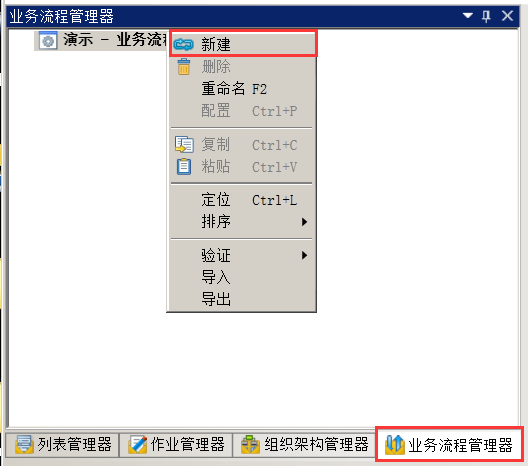 业务流程管理器
演示 - 业务流程
新建
删除
重命名 F2
配置 Ctrl+P
复制 Ctrl+C
粘贴 Ctrl+V
定位 Ctrl+L
排序
验证
导入
导出
列表管理器 作业管理器 组织架构管理器 业务流程管理器